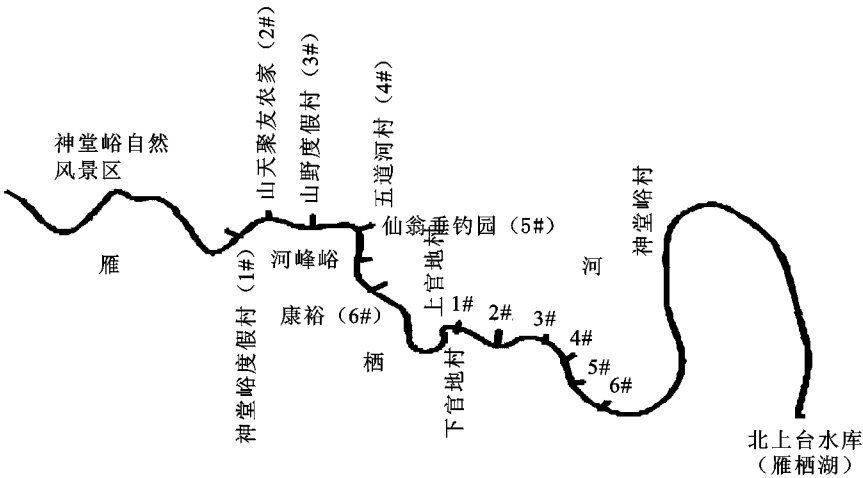 神堂峪自然
风景区
山天聚友农家（2#）
山野度假村（3#）
五道河村（4#）
仙翁垂钓园（5#）
神堂峪村
雁
河峰峪
上官地村
河
神堂峪度假村（1#）
康裕（6#）
1#
2#
3#
4#
5#
6#
栖
下官地村
北上台水库
（雁栖湖）